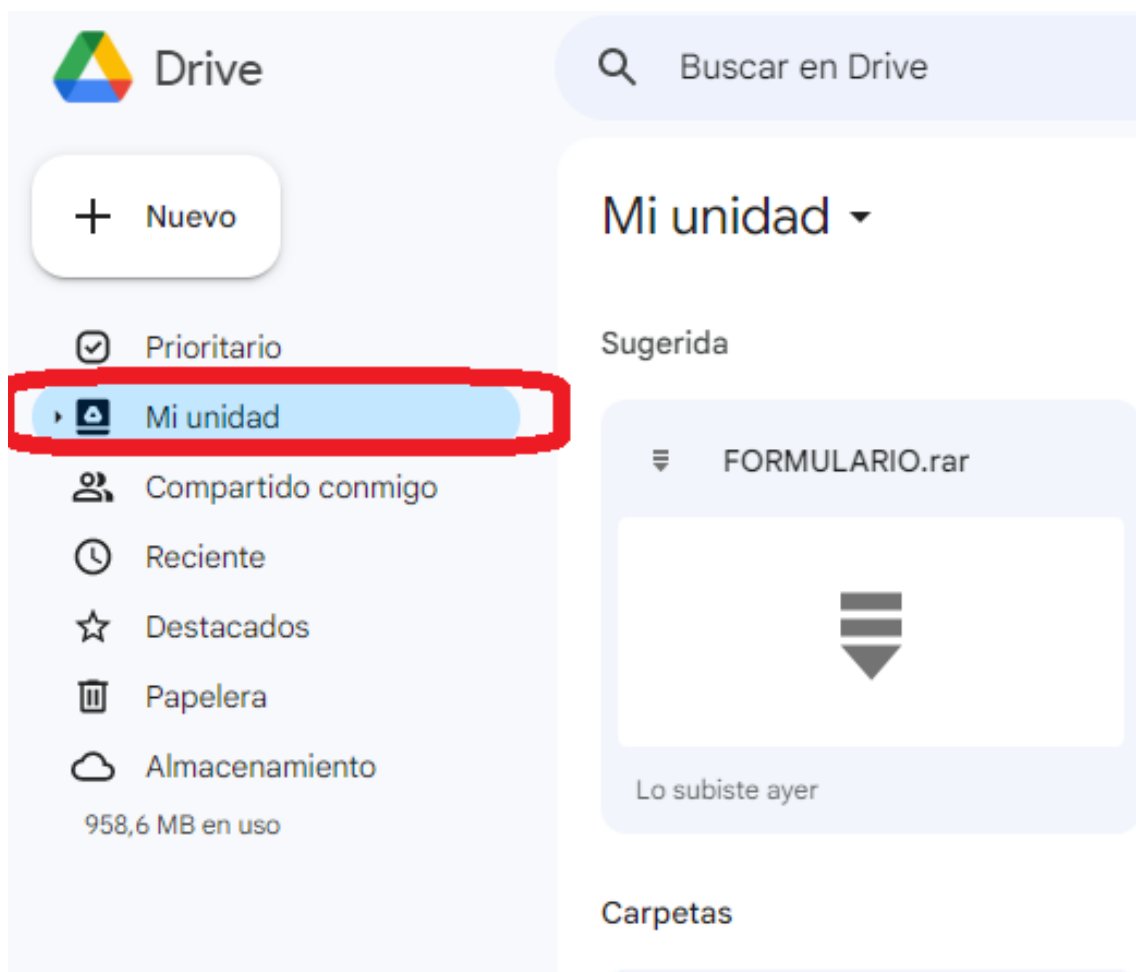 Drive
Buscar en Drive
Nuevo
Mi unidad
Prioritario
Sugerida
Mi unidad
Compartido conmigo
FORMULARIO.rar
Reciente
Destacados
Papelera
Almacenamiento
Lo subiste ayer
958,6 MB en uso
Carpetas